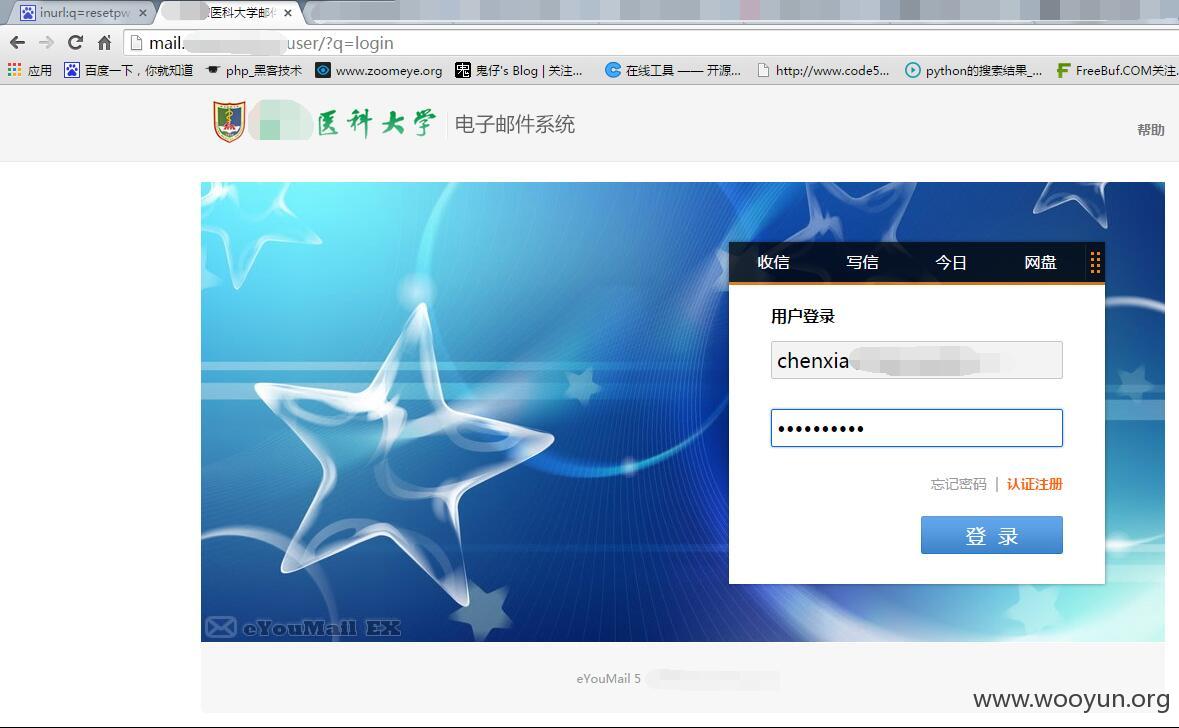 inurl:q=resetpw
医科大学邮件
mail. user/?q=login
应用 百度一下，你就知道 php_黑客技术 www.zoomeye.org 鬼 鬼仔's Blog | 关注... 在线工具 —— 开源... http://www.code5... python的搜索结果_... FreeBuf.COM关注
医科大学 电子邮件系统
帮助
收信 写信 今日 网盘
用户登录
chenxia
忘记密码 | 认证注册
登 录
eYouMail EX
eYouMail 5
www.wooyun.org